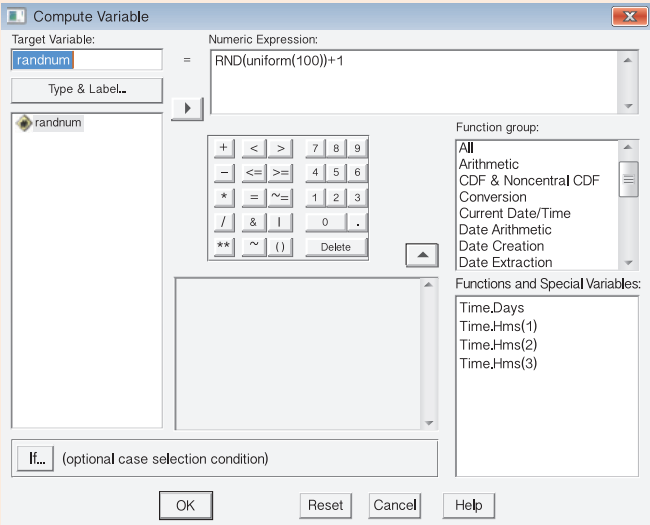 Compute Variable
Target Variable:
randnum
Type & Label...
randnum
=
Numeric Expression:
RND(uniform(100))+1
+ < > 7 8 9
− <= >= 4 5 6
* = ~= 1 2 3
/ & | 0 .
** ~ () Delete
Function group:
All
Arithmetic
CDF & Noncentral CDF
Conversion
Current Date/Time
Date Arithmetic
Date Creation
Date Extraction
Functions and Special Variables:
Time.Days
Time.Hms(1)
Time.Hms(2)
Time.Hms(3)
If... (optional case selection condition)
OK Reset Cancel Help